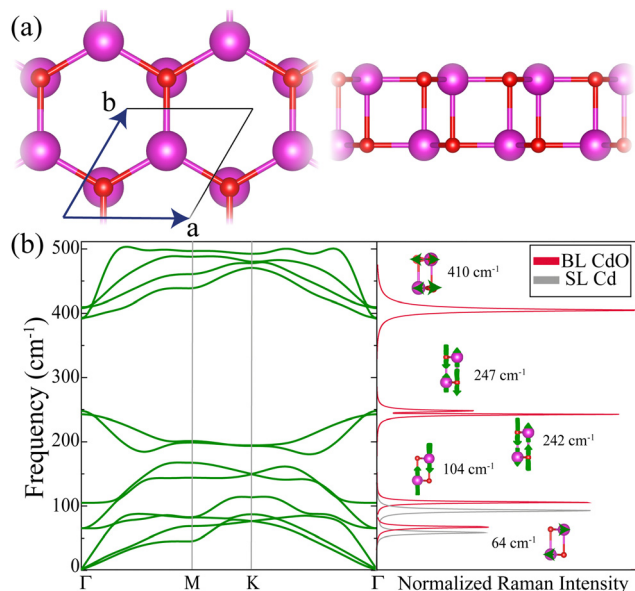 (a)
b
a
(b)
500
400
300
200
100
0
Frequency (cm-1)
Γ
M
K
Γ
BL CdO
SL Cd
410 cm-1
247 cm-1
242 cm-1
104 cm-1
64 cm-1
Normalized Raman Intensity